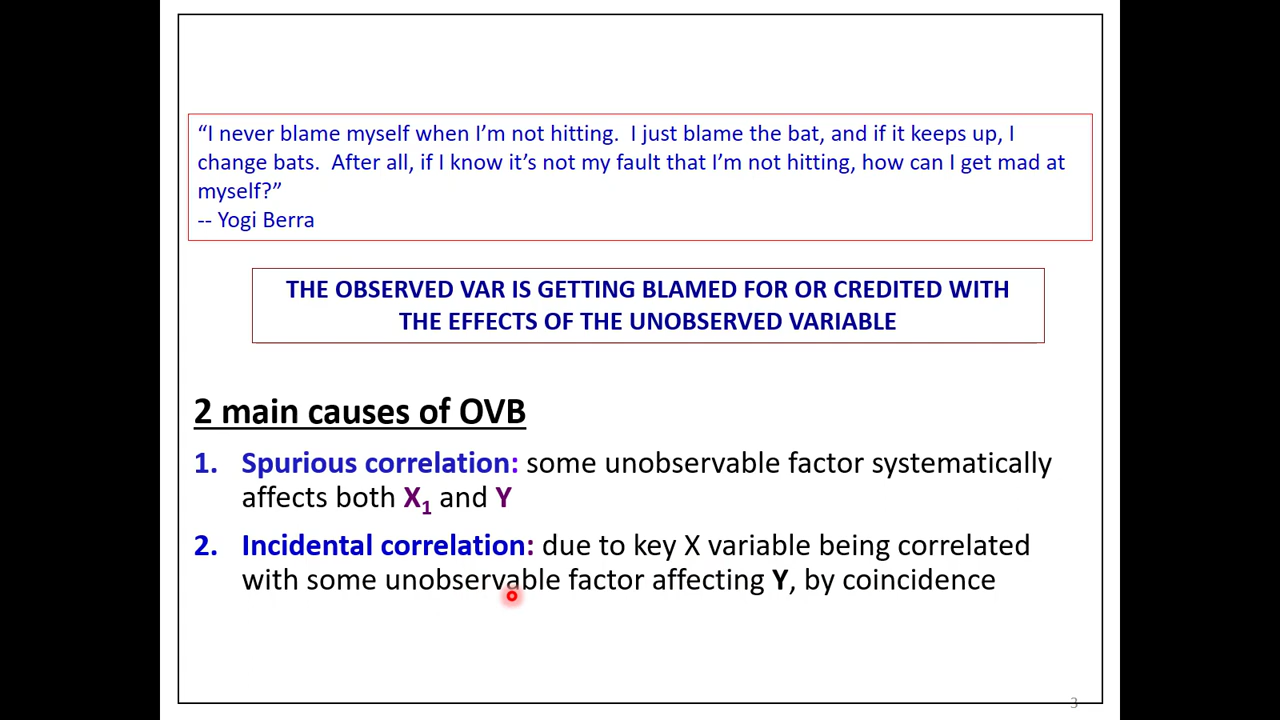 “I never blame myself when I’m not hitting.  I just blame the bat, and if it keeps up, I
change bats.  After all, if I know it’s not my fault that I’m not hitting, how can I get mad at
myself?”
-- Yogi Berra
THE OBSERVED VAR IS GETTING BLAMED FOR OR CREDITED WITH
THE EFFECTS OF THE UNOBSERVED VARIABLE
2 main causes of OVB
1. Spurious correlation: some unobservable factor systematically
affects both X₁ and Y
2. Incidental correlation: due to key X variable being correlated
with some unobservable factor affecting Y, by coincidence
3